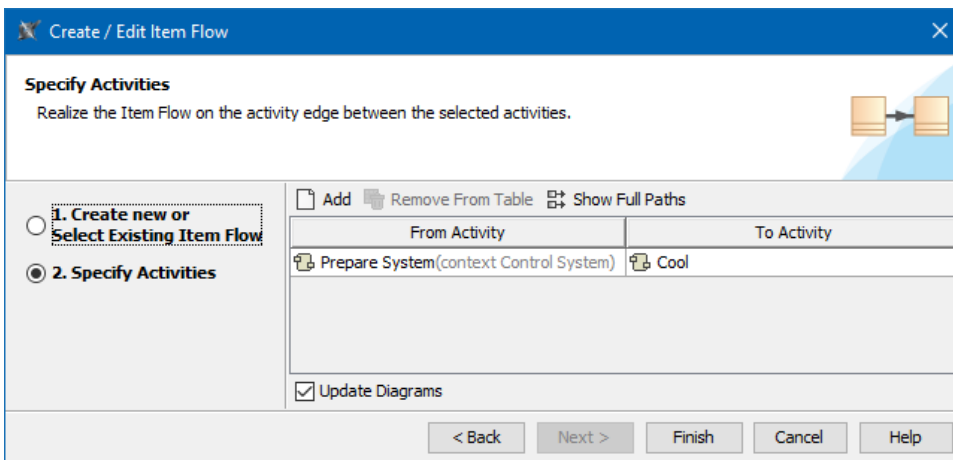 Create / Edit Item Flow
Specify Activities
Realize the Item Flow on the activity edge between the selected activities.
1. Create new or
Select Existing Item Flow
2. Specify Activities
Add Remove From Table Show Full Paths
From Activity To Activity
Prepare System(context Control System) Cool
Update Diagrams
< Back Next > Finish Cancel Help